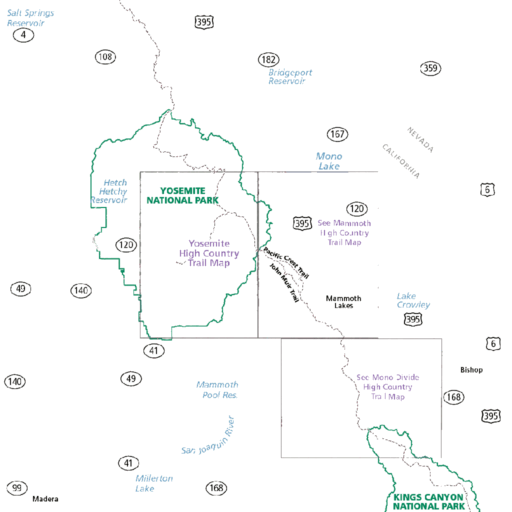 Salt Springs
Reservoir
4
395
108
182
Bridgeport
Reservoir
359
167
NEVADA
CALIFORNIA
Mono
Lake
Hetch
Hetchy
Reservoir
YOSEMITE
NATIONAL PARK
6
120
395
See Mammoth
High Country
Trail Map
120
Yosemite
High Country
Trail Map
Pacific Crest Trail
John Muir Trail
49
140
Mammoth
Lakes
Lake
Crowley
395
41
6
Bishop
140
49
Mammoth
Pool Res.
See Mono Divide
High Country
Trail Map
168
395
San Joaquin River
41
Millerton
Lake
99
Madera
168
KINGS CANYON
NATIONAL PARK